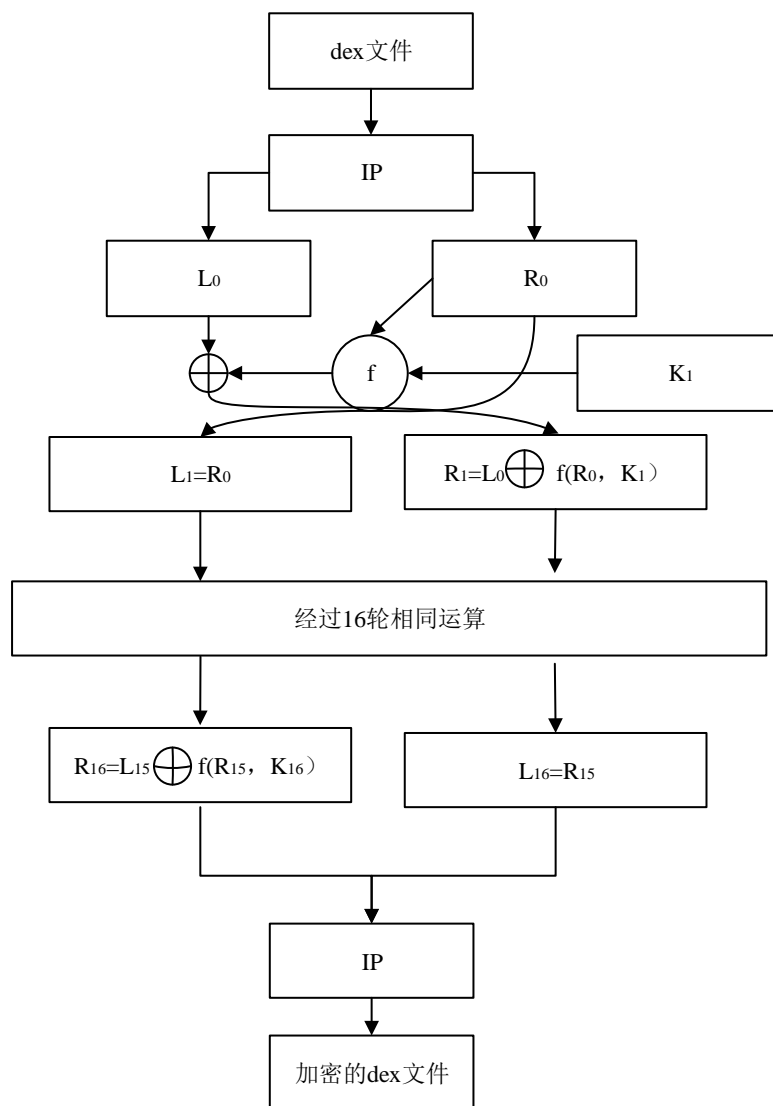 dex文件
IP
L0
R0
f
K1
L1=R0
R1=L0⊕ f(R0，K1）
经过16轮相同运算
R16=L15⊕f(R15，K16）
L16=R15
IP
加密的dex文件